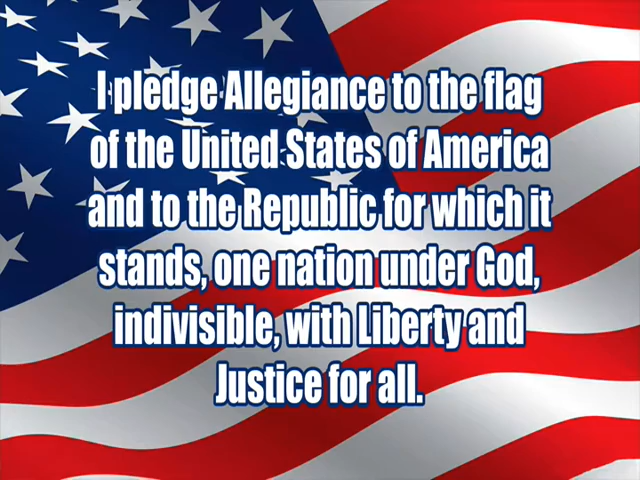 I pledge Allegiance to the flag
of the United States of America
and to the Republic for which it
stands, one nation under God,
indivisible, with Liberty and
Justice for all.